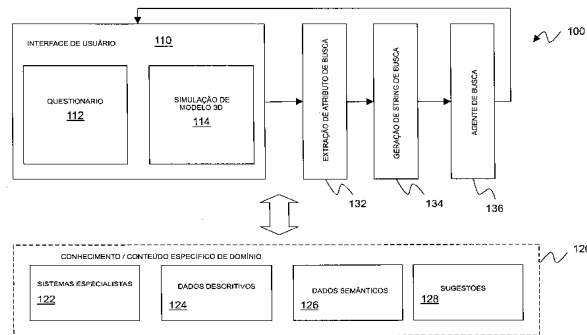 100
INTERFACE DE USUÁRIO 110
QUESTIONÁRIO
112
SIMULAÇÃO DE
MODELO 3D
114
EXTRAÇÃO DE ATRIBUTO DE BUSCA
GERAÇÃO DE STRING DE BUSCA
AGENTE DE BUSCA
132
134
136
CONHECIMENTO / CONTEÚDO ESPECÍFICO DE DOMÍNIO
SISTEMAS ESPECIALISTAS
122
DADOS DESCRITIVOS
124
DADOS SEMÂNTICOS
126
SUGESTÕES
128